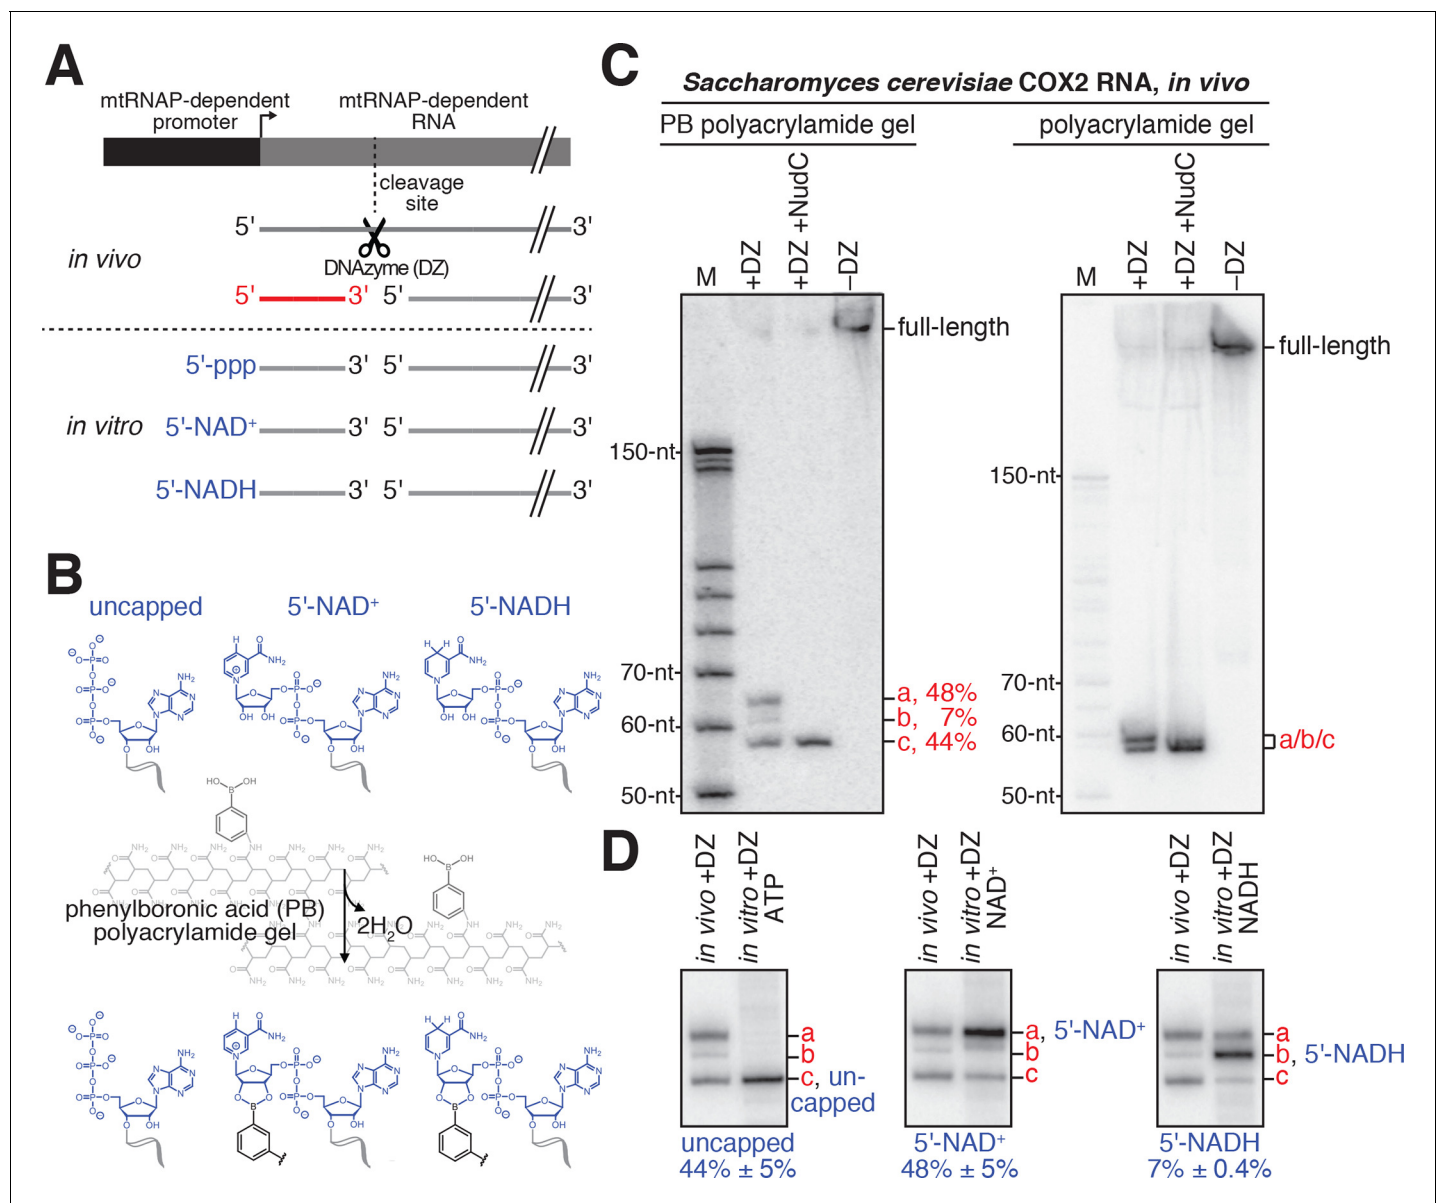 A
mtRNAP-dependent
promoter
mtRNAP-dependent
RNA
cleavage
site
5'
3'
DNAzyme (DZ)
in vivo
5'
3'
5'
3'
5'-ppp
3'
5'
3'
in vitro
5'-NAD+
3'
5'
3'
5'-NADH
3'
5'
3'
B
uncapped
5'-NAD+
5'-NADH
phenylboronic acid (PB)
polyacrylamide gel
2H2O
C
Saccharomyces cerevisiae COX2 RNA, in vivo
PB polyacrylamide gel
M
+DZ
+DZ +NudC
–DZ
full-length
150-nt
70-nt
60-nt
50-nt
a, 48%
b, 7%
c, 44%
polyacrylamide gel
M
+DZ
+DZ +NudC
–DZ
full-length
150-nt
70-nt
60-nt
50-nt
a/b/c
D
in vivo +DZ
in vitro +DZ
ATP
a
b
c, un-
capped
uncapped
44% ± 5%
in vivo +DZ
in vitro +DZ
NAD+
a, 5'-NAD+
b
c
5'-NAD+
48% ± 5%
in vivo +DZ
in vitro +DZ
NADH
a
b, 5'-NADH
c
5'-NADH
7% ± 0.4%